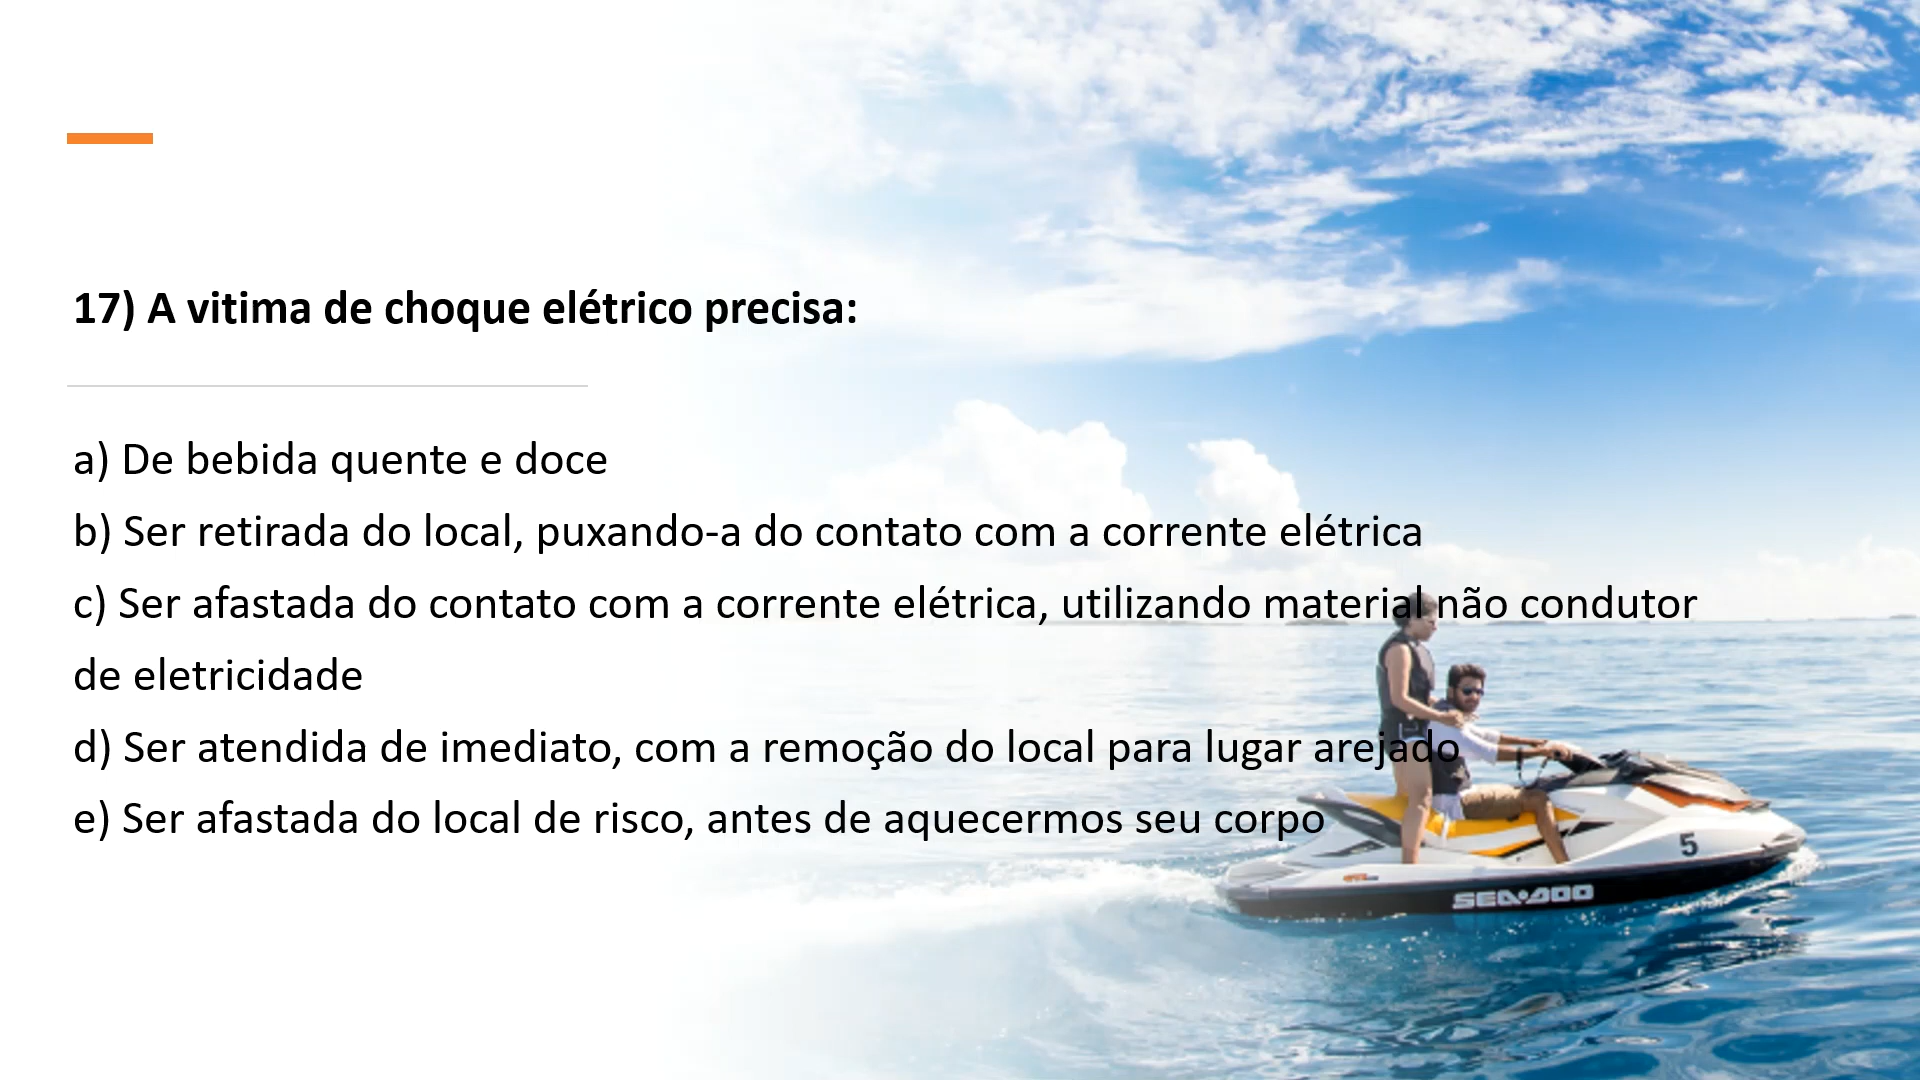 17) A vitima de choque elétrico precisa:
a) De bebida quente e doce
b) Ser retirada do local, puxando-a do contato com a corrente elétrica
c) Ser afastada do contato com a corrente elétrica, utilizando material não condutor
de eletricidade
d) Ser atendida de imediato, com a remoção do local para lugar arejado
e) Ser afastada do local de risco, antes de aquecermos seu corpo
5
SEA-DOO